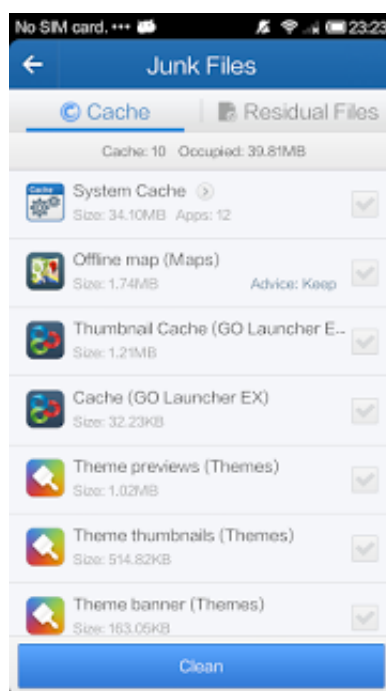 No SIM card. ••• 23:23
Junk Files
Cache Residual Files
Cache: 10 Occupied: 39.81MB
Cache
System Cache
Size: 34.10MB Apps: 12
Offline map (Maps)
Size: 1.74MB Advice: Keep
Thumbnail Cache (GO Launcher E...
Size: 1.21MB
Cache (GO Launcher EX)
Size: 32.23KB
Theme previews (Themes)
Size: 1.02MB
Theme thumbnails (Themes)
Size: 514.82KB
Theme banner (Themes)
Size: 163.05KB
Clean